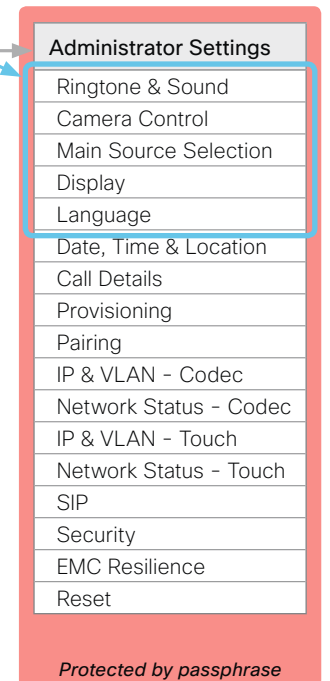 Administrator Settings
Ringtone & Sound
Camera Control
Main Source Selection
Display
Language
Date, Time & Location
Call Details
Provisioning
Pairing
IP & VLAN - Codec
Network Status - Codec
IP & VLAN - Touch
Network Status - Touch
SIP
Security
EMC Resilience
Reset
Protected by passphrase